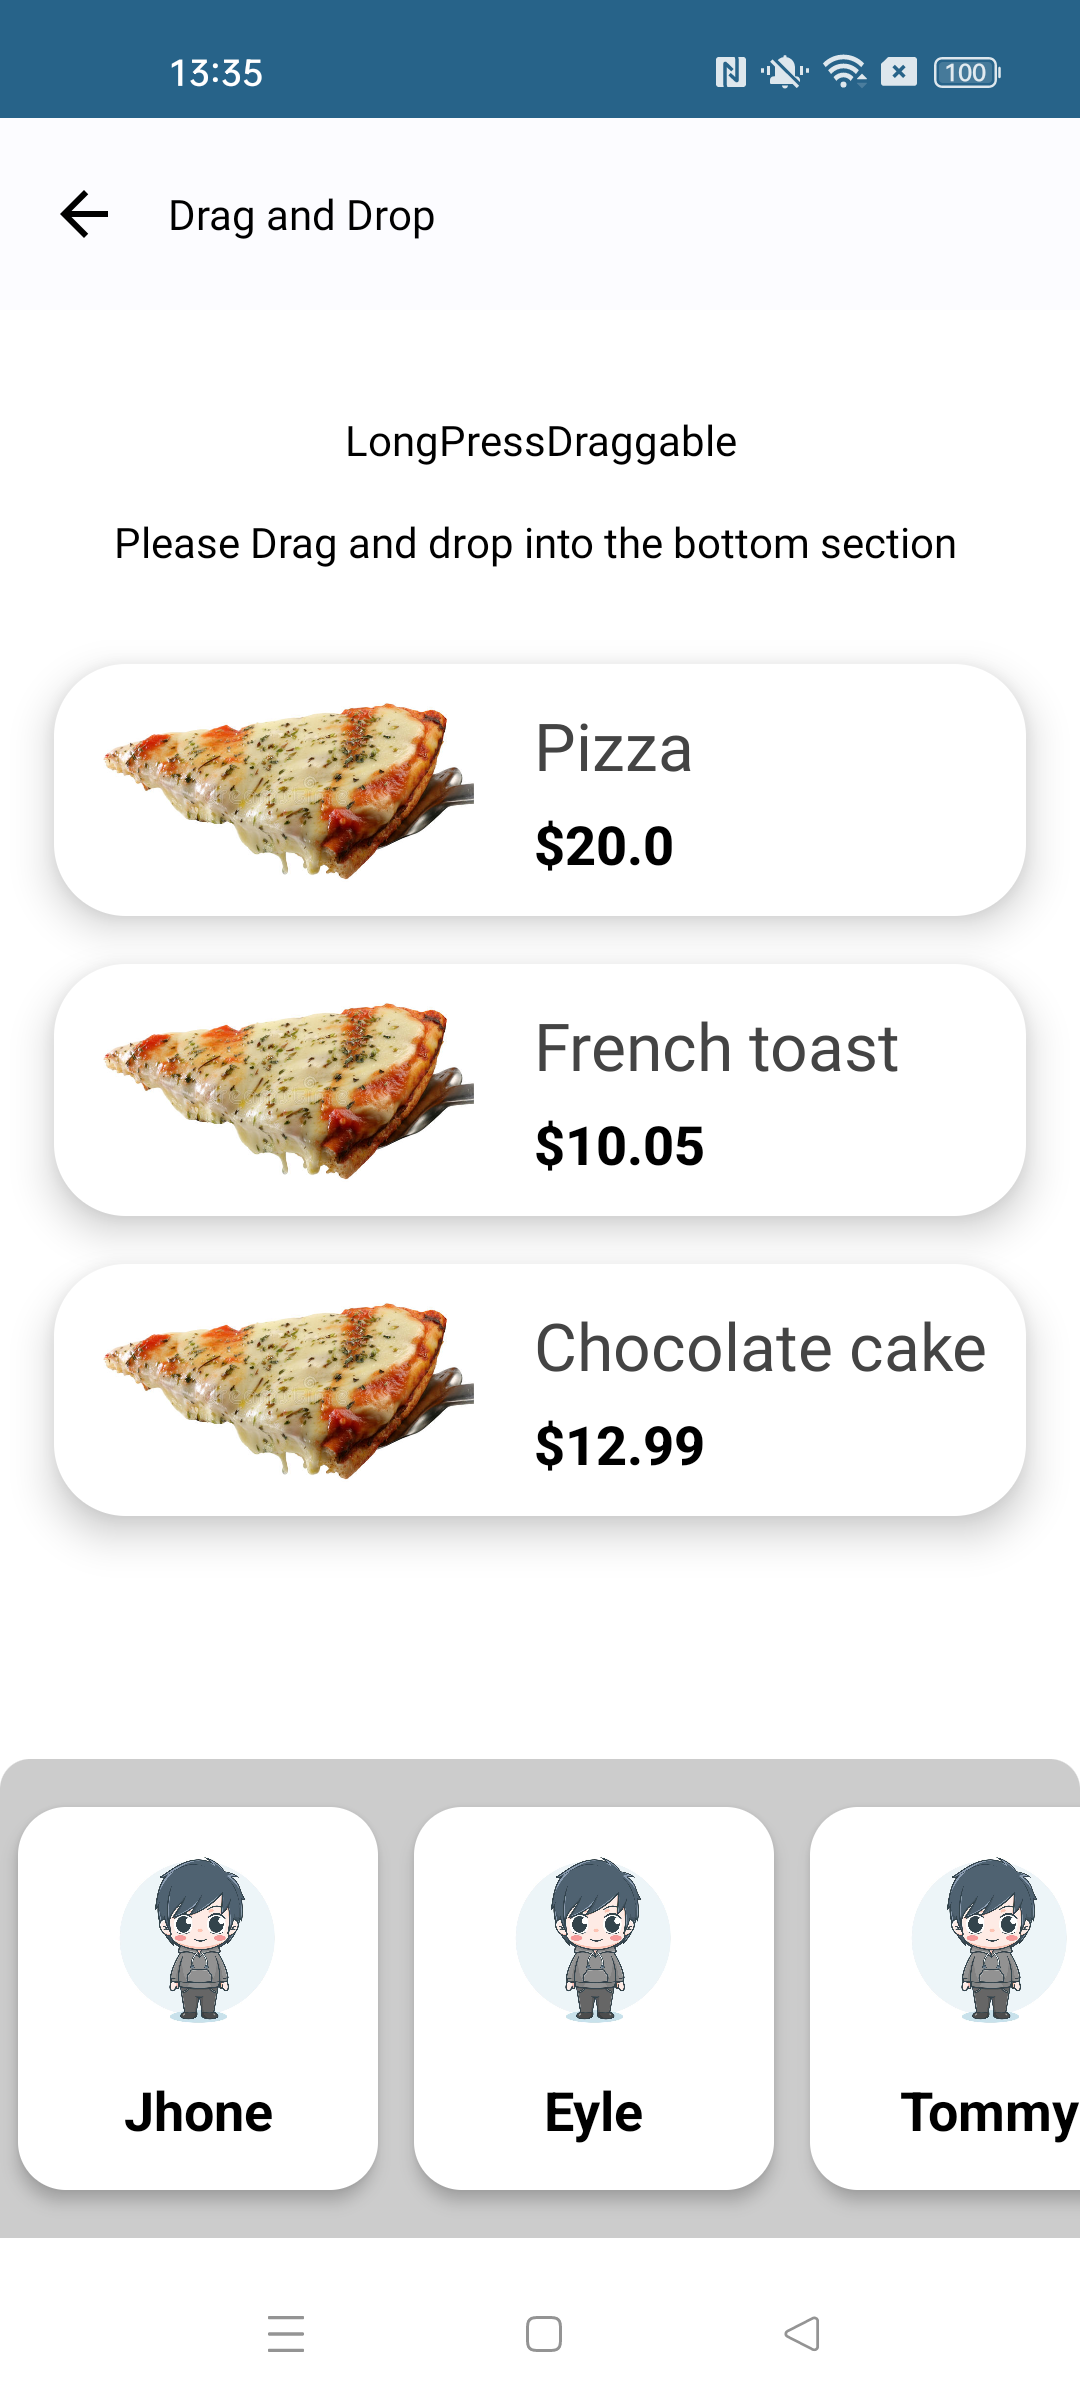 13:35
100
Drag and Drop
LongPressDraggable
Please Drag and drop into the bottom section
Pizza
$20.0
French toast
$10.05
Chocolate cake
$12.99
Jhone
Eyle
Tommy